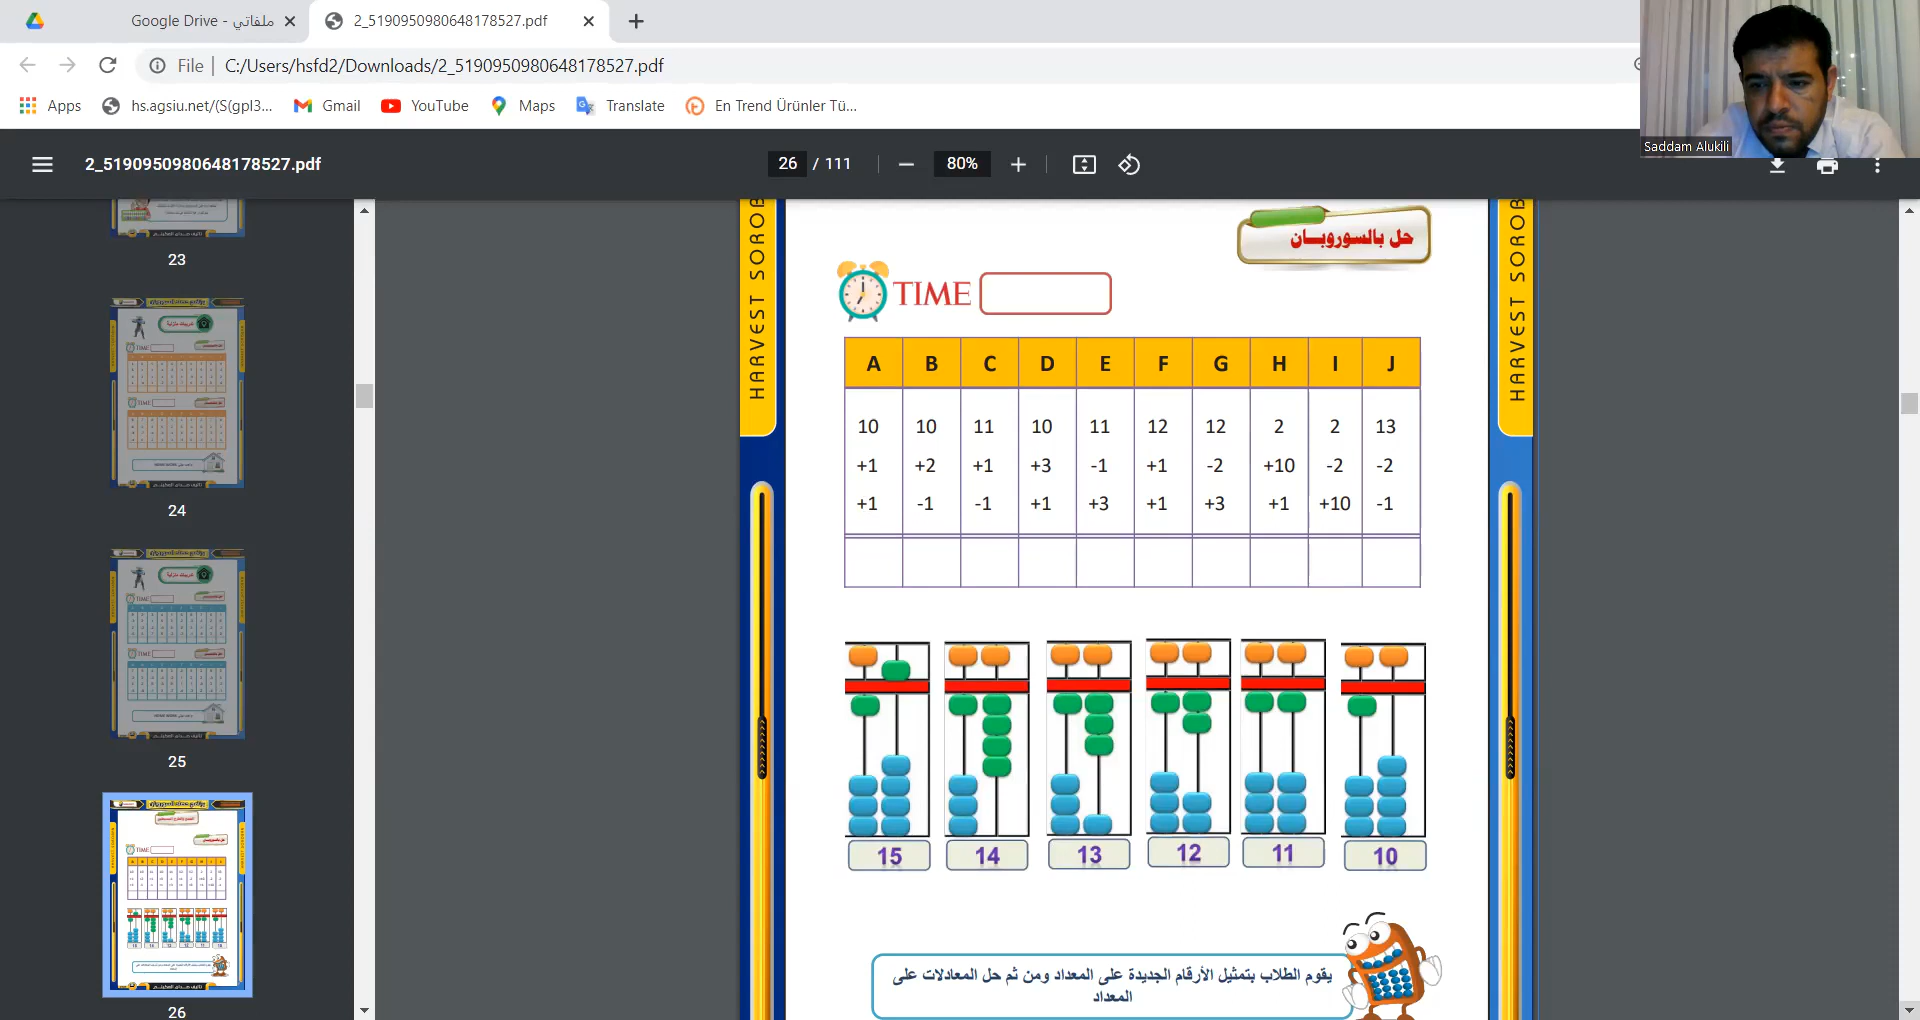 ملفاتي - Google Drive
2_5190950980648178527.pdf
File | C:/Users/hsfd2/Downloads/2_5190950980648178527.pdf
Apps hs.agsiu.net/(S(gpl3... Gmail YouTube Maps Translate En Trend Ürünler Tü...
Saddam Alukili
2_5190950980648178527.pdf 26 / 111 80%
23
24
25
26
HARVEST SOROB
HARVEST SOROB
حل بالسوروبان
TIME
A B C D E F G H I J
10 10 11 10 11 12 12 2 2 13
+1 +2 +1 +3 -1 +1 -2 +10 -2 -2
+1 -1 -1 +1 +3 +1 +3 +1 +10 -1
15 14 13 12 11 10
يقوم الطلاب بتمثيل الأرقام الجديدة على المعداد ومن ثم حل المعادلات على
المعداد